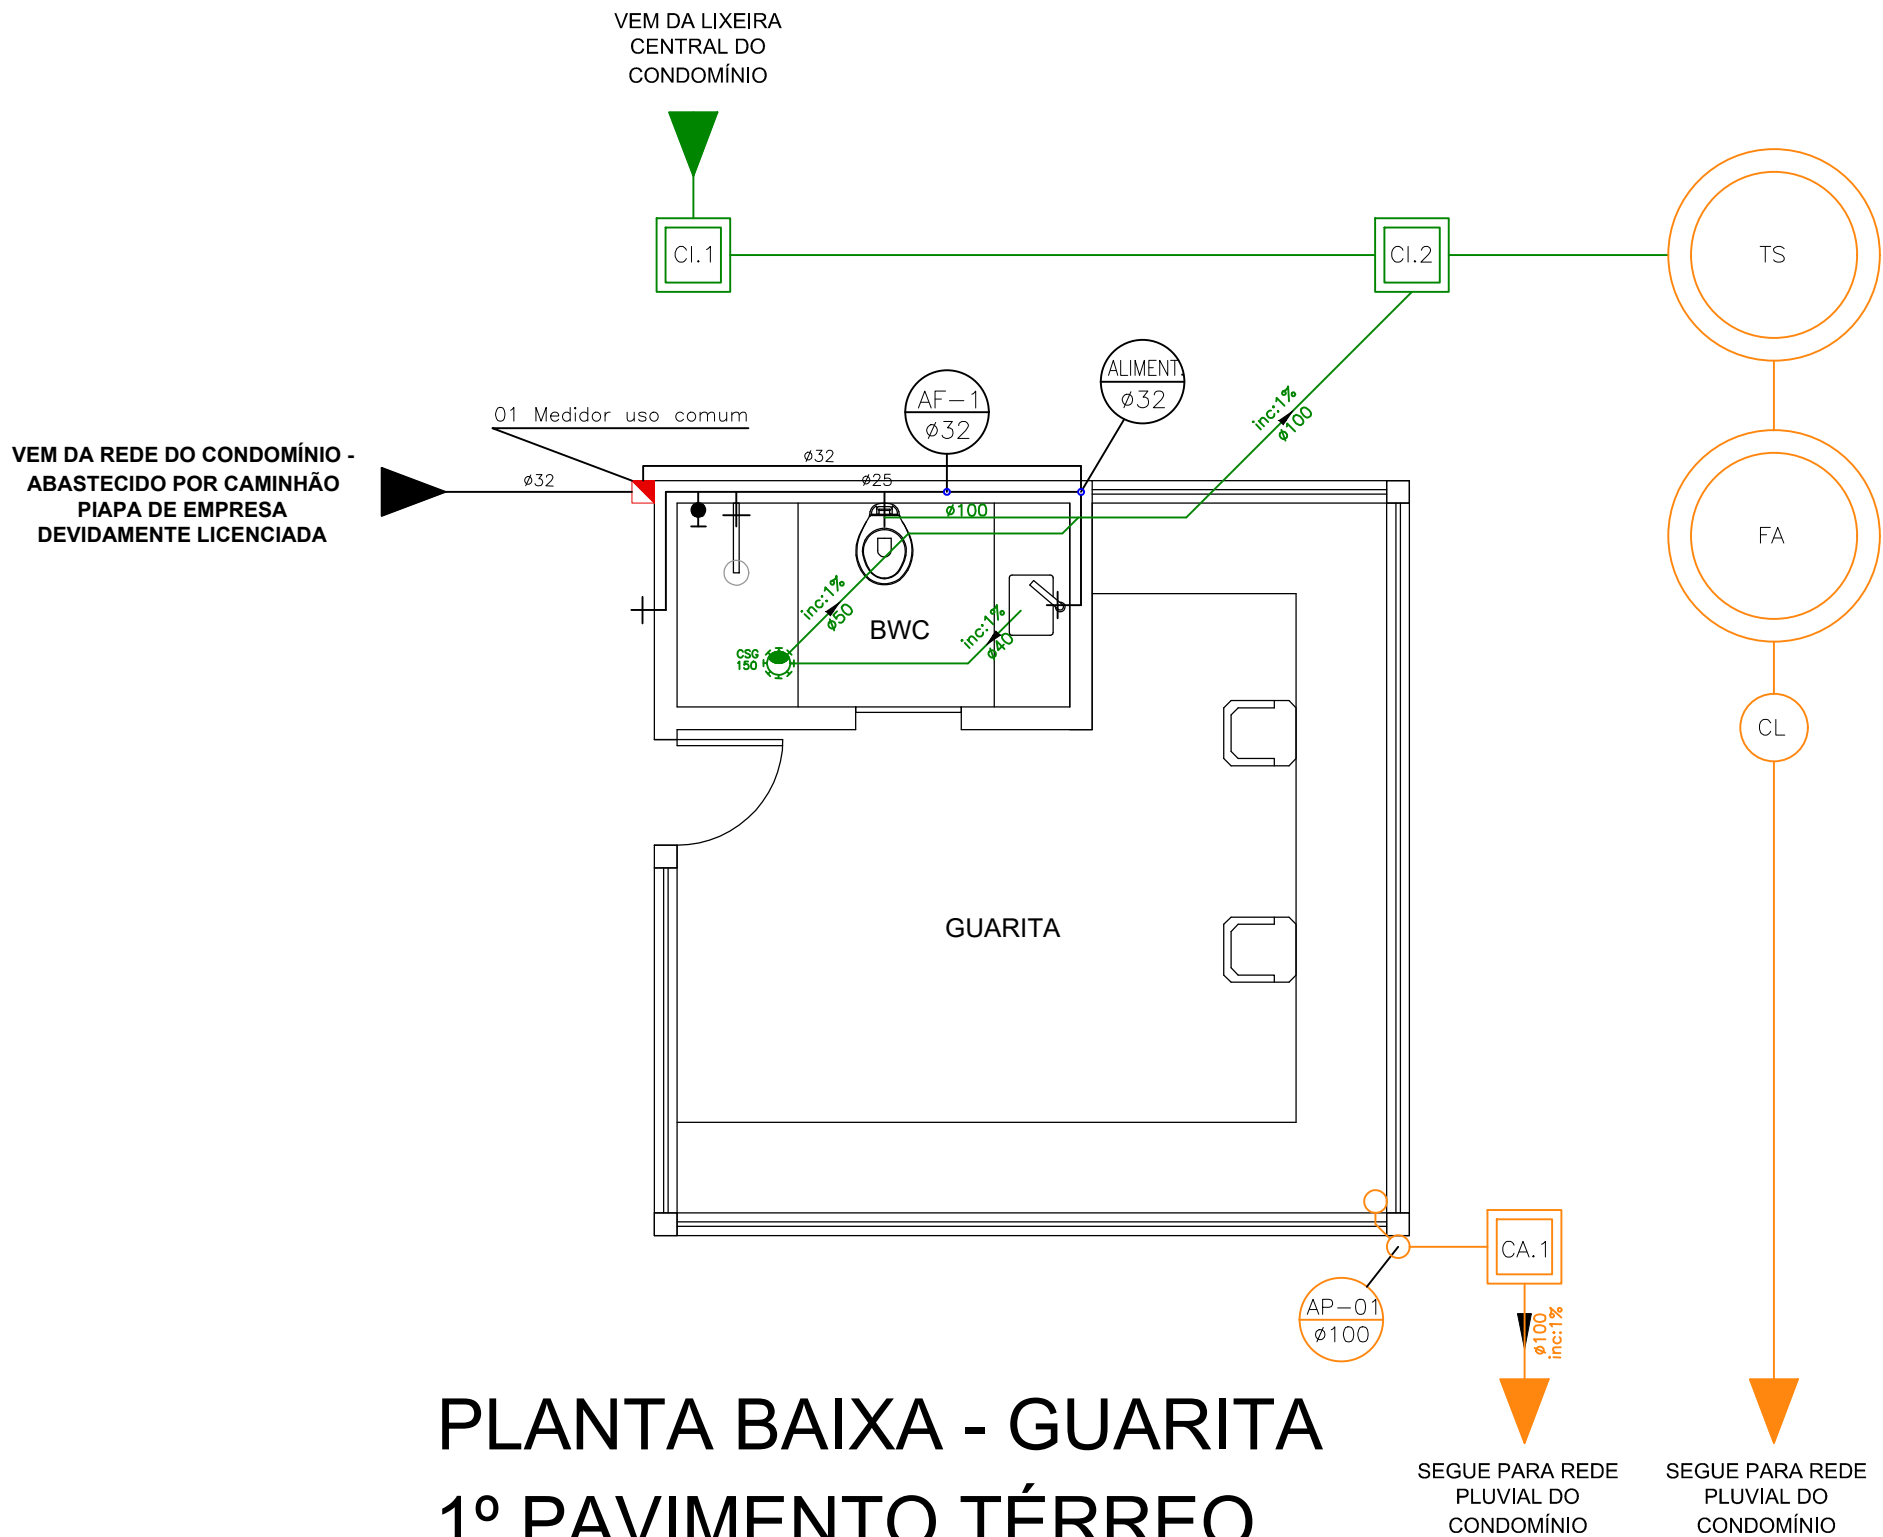 VEM DA LIXEIRA
CENTRAL DO
CONDOMÍNIO
CI.1
CI.2
TS
ALIMENT.
ø32
AF-1
ø32
inc:1%
ø100
01 Medidor uso comum
VEM DA REDE DO CONDOMÍNIO -
ABASTECIDO POR CAMINHÃO
PIAPA DE EMPRESA
DEVIDAMENTE LICENCIADA
ø32
ø32
ø25
ø100
FA
inc:1%
ø50
BWC
inc:1%
ø40
CSG
150
CL
GUARITA
CA.1
AP-01
ø100
ø100
inc:1%
PLANTA BAIXA - GUARITA
1º PAVIMENTO TÉRREO
SEGUE PARA REDE
PLUVIAL DO
CONDOMÍNIO
SEGUE PARA REDE
PLUVIAL DO
CONDOMÍNIO